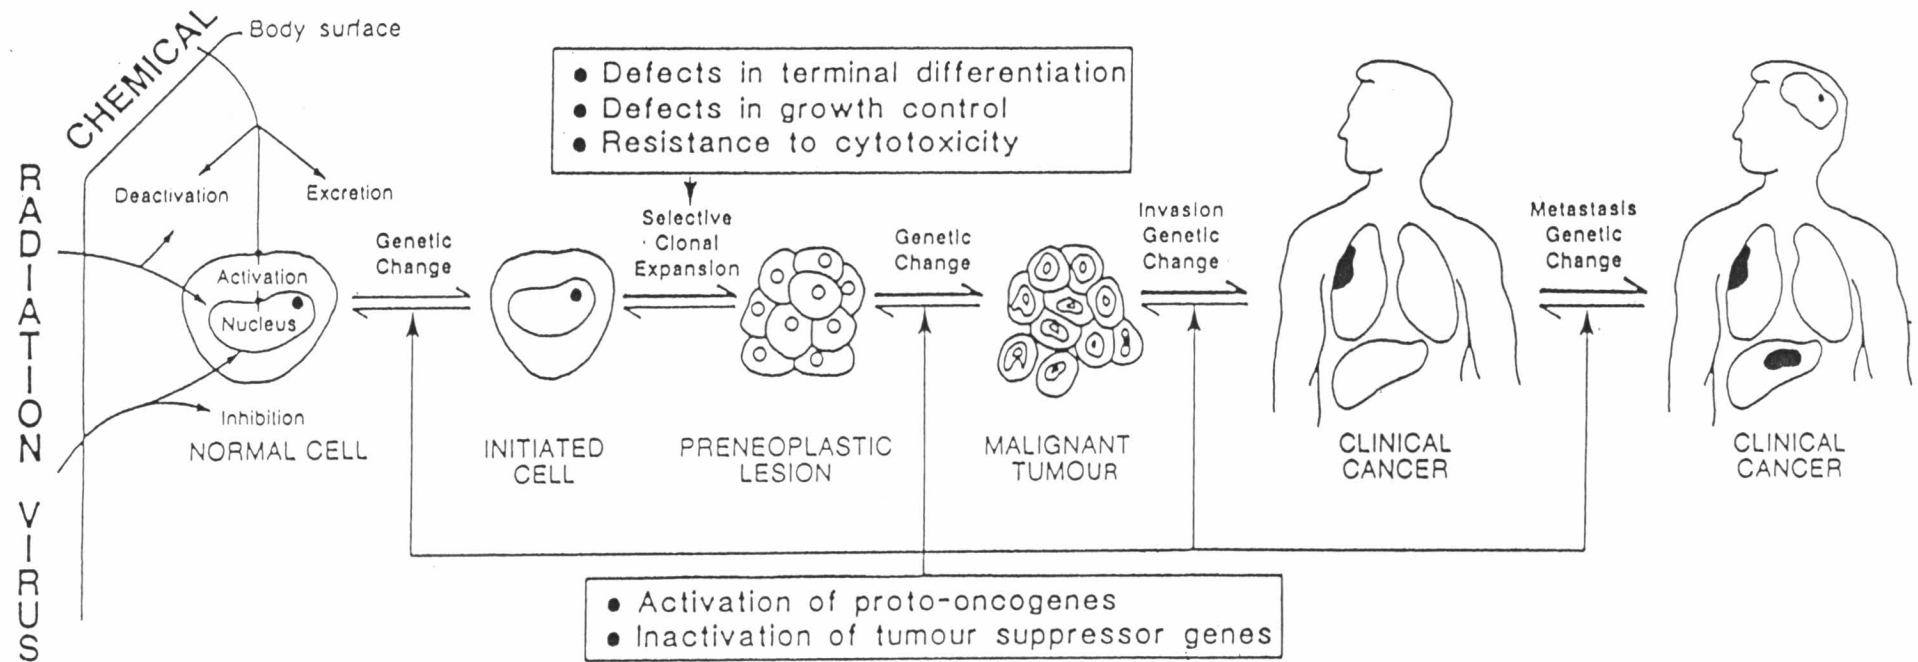 CHEMICAL
Body surface
RADIATION VIRUS
Deactivation
Excretion
Activation
Nucleus
Inhibition
NORMAL CELL
Genetic
Change
INITIATED
CELL
• Defects in terminal differentiation
• Defects in growth control
• Resistance to cytotoxicity
Selective
Clonal
Expansion
PRENEOPLASTIC
LESION
Genetic
Change
MALIGNANT
TUMOUR
Invasion
Genetic
Change
CLINICAL
CANCER
Metastasis
Genetic
Change
CLINICAL
CANCER
• Activation of proto-oncogenes
• Inactivation of tumour suppressor genes